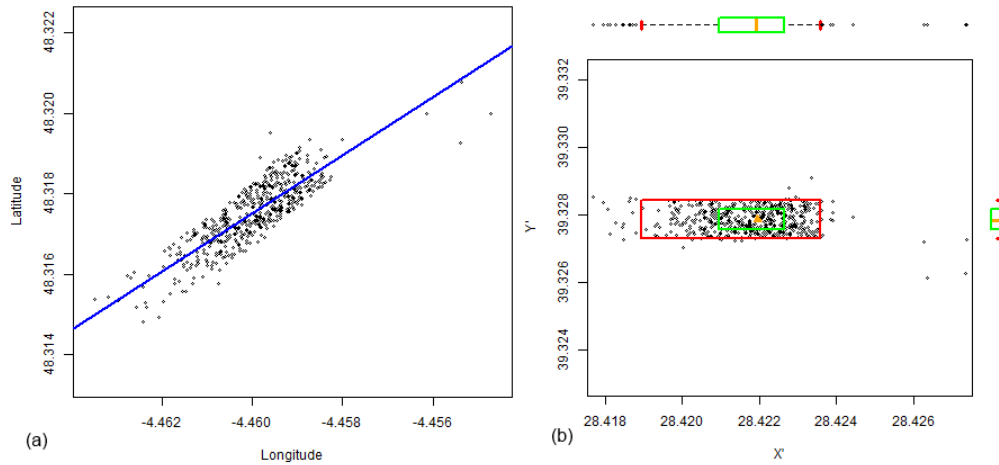 48.322
48.320
48.318
48.316
48.314
Latitude
-4.462 -4.460 -4.458 -4.456
Longitude
(a)
39.332
39.330
39.328
39.326
39.324
Y'
28.418 28.420 28.422 28.424 28.426
X'
(b)